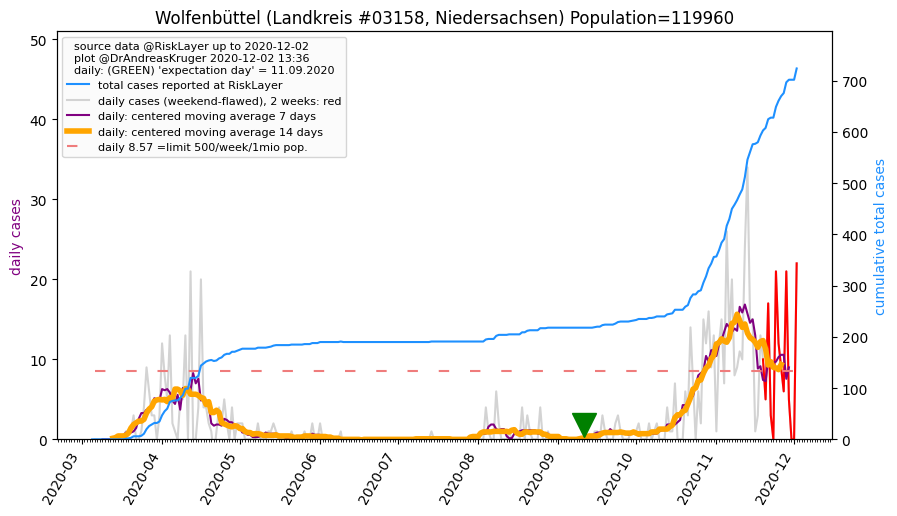 Wolfenbüttel (Landkreis #03158, Niedersachsen) Population=119960
source data @RiskLayer up to 2020-12-02
plot @DrAndreasKruger 2020-12-02 13:36
daily: (GREEN) 'expectation day' = 11.09.2020
total cases reported at RiskLayer
daily cases (weekend-flawed), 2 weeks: red
daily: centered moving average 7 days
daily: centered moving average 14 days
daily 8.57 =limit 500/week/1mio pop.
daily cases
50
40
30
20
10
0
cumulative total cases
700
600
500
400
300
200
100
0
2020-03
2020-04
2020-05
2020-06
2020-07
2020-08
2020-09
2020-10
2020-11
2020-12